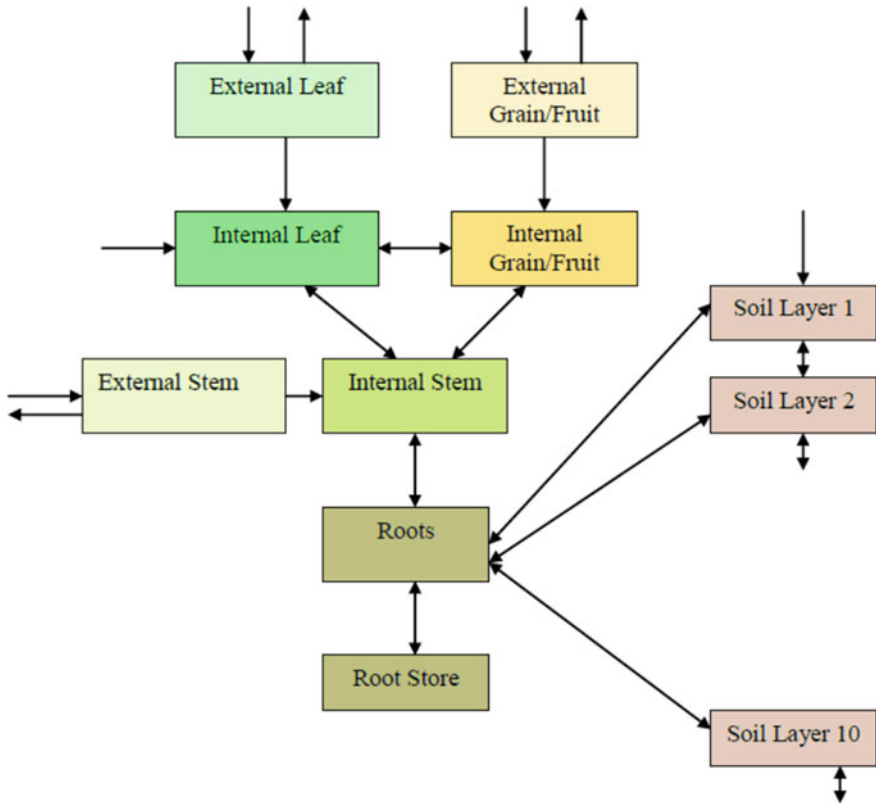 External Leaf
External
Grain/Fruit
Internal Leaf
Internal
Grain/Fruit
Soil Layer 1
External Stem
Internal Stem
Soil Layer 2
Roots
Root Store
Soil Layer 10